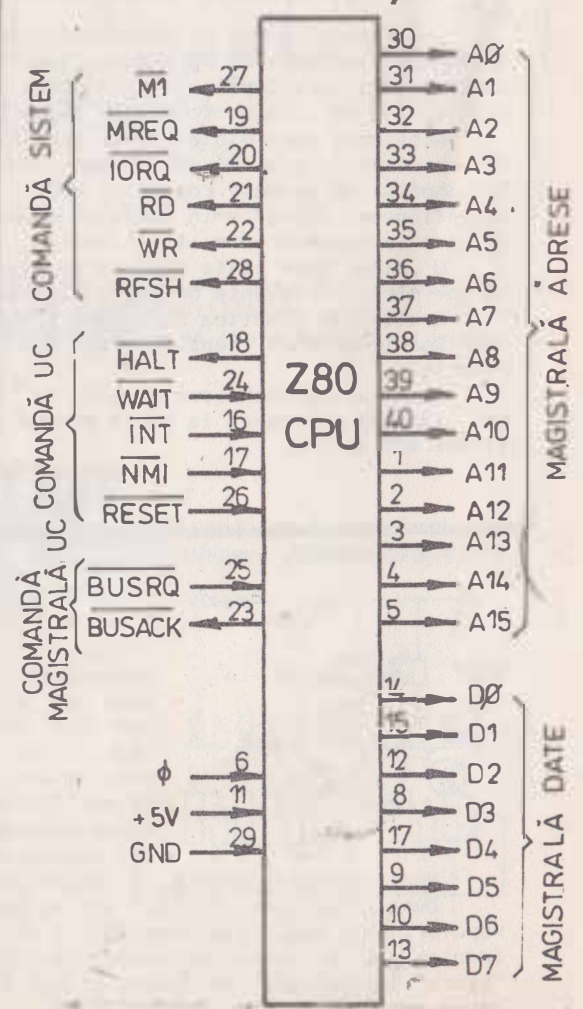 COMANDĂ SISTEM
M1 27
MREQ 19
IORQ 20
RD 21
WR 22
RFSH 28
COMANDĂ UC
HALT 18
WAIT 24
INT 16
NMI 17
RESET 26
COMANDĂ
MAGISTRALĂ UC
BUSRQ 25
BUSACK 23
ϕ 6
+5V 11
GND 29
Z80
CPU
30 AØ
31 A1
32 A2
33 A3
34 A4
35 A5
36 A6
37 A7
38 A8
39 A9
40 A10
1 A11
2 A12
3 A13
4 A14
5 A15
MAGISTRALĂ ADRESE
14 DØ
15 D1
12 D2
8 D3
17 D4
9 D5
10 D6
13 D7
MAGISTRALĂ DATE